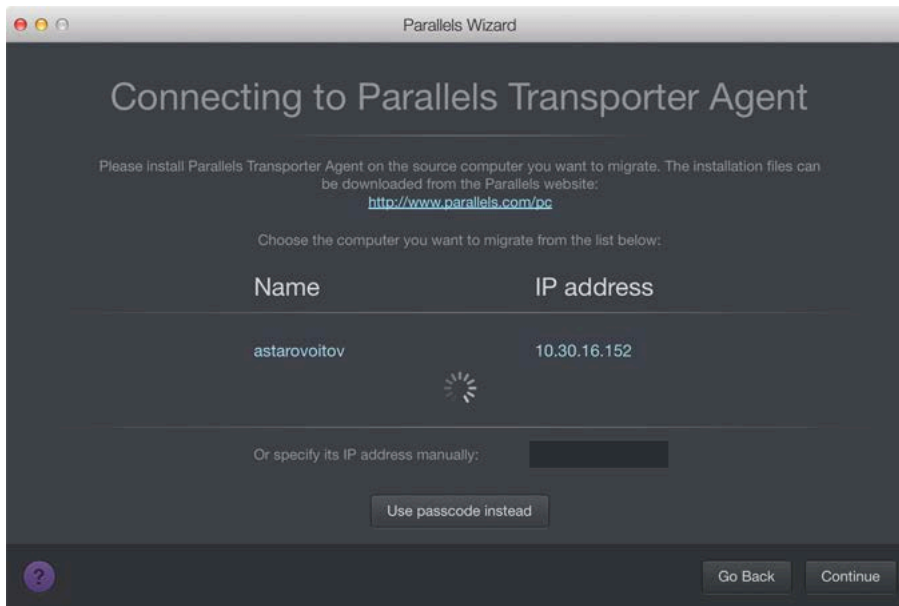 Parallels Wizard
Connecting to Parallels Transporter Agent
Please install Parallels Transporter Agent on the source computer you want to migrate. The installation files can
be downloaded from the Parallels website:
http://www.parallels.com/pc
Choose the computer you want to migrate from the list below:
Name IP address
astarovoitov 10.30.16.152
Or specify its IP address manually:
Use passcode instead
? Go Back Continue